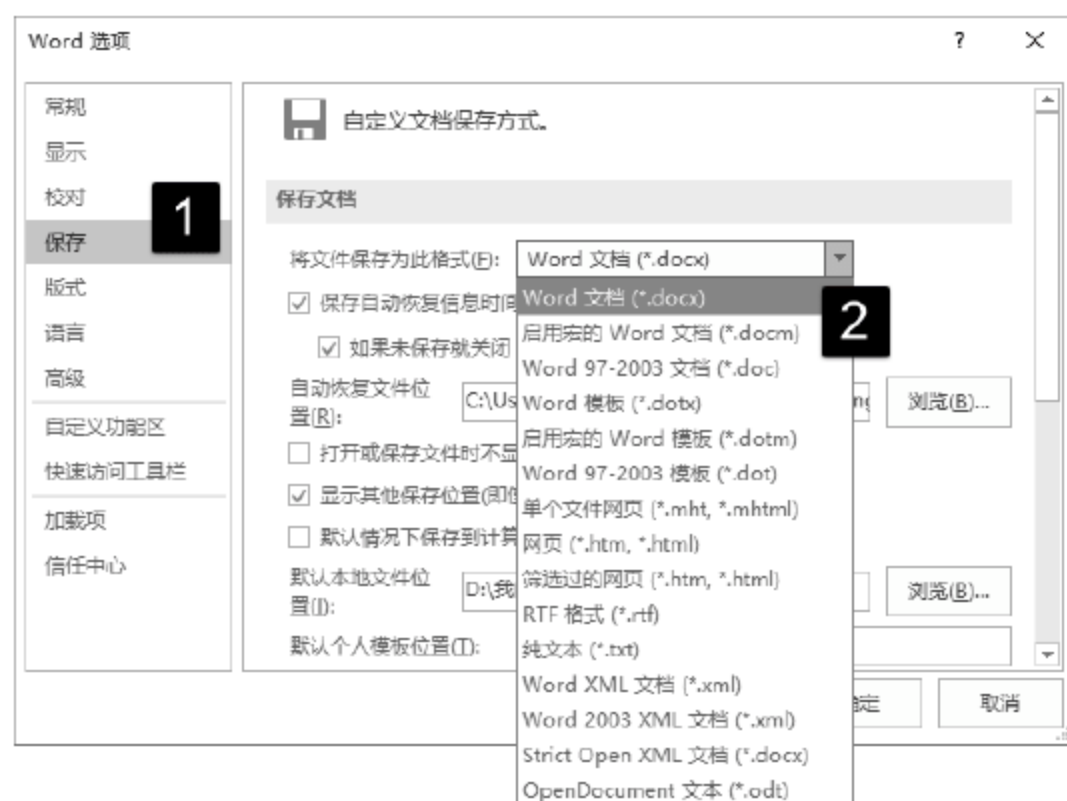 Word 选项
? ×
常规
显示
校对
保存
版式
语言
高级
自定义功能区
快速访问工具栏
加载项
信任中心
1
自定义文档保存方式。
保存文档
将文件保存为此格式(F): Word 文档 (*.docx)
保存自动恢复信息时间
如果未保存就关闭
自动恢复文件位
置(R): C:\Us
浏览(B)...
打开或保存文件时不显
显示其他保存位置(即使
默认情况下保存到计算
默认本地文件位
置(I): D:\我
浏览(B)...
默认个人模板位置(T):
Word 文档 (*.docx)
2
启用宏的 Word 文档 (*.docm)
Word 97-2003 文档 (*.doc)
Word 模板 (*.dotx)
启用宏的 Word 模板 (*.dotm)
Word 97-2003 模板 (*.dot)
单个文件网页 (*.mht, *.mhtml)
网页 (*.htm, *.html)
筛选过的网页 (*.htm, *.html)
RTF 格式 (*.rtf)
纯文本 (*.txt)
Word XML 文档 (*.xml)
Word 2003 XML 文档 (*.xml)
Strict Open XML 文档 (*.docx)
OpenDocument 文本 (*.odt)
定
取消